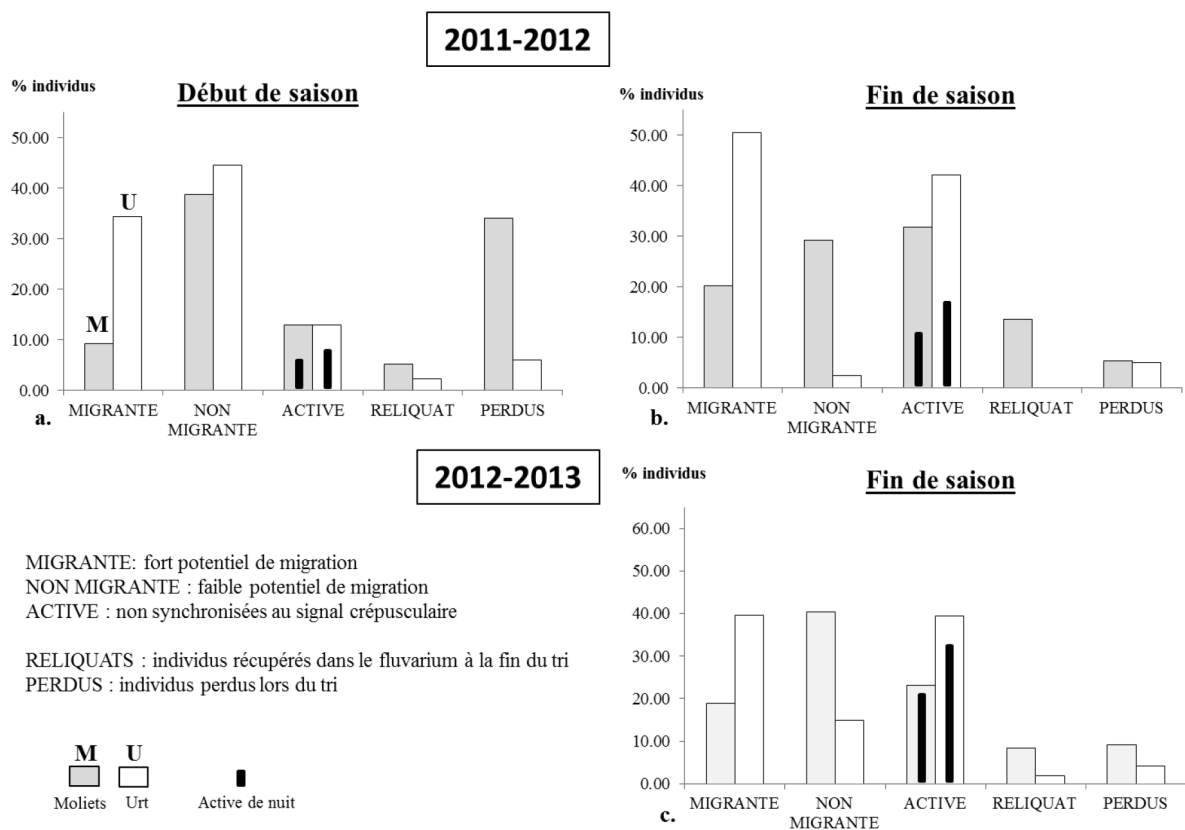 2011-2012
% individus
Début de saison
50.00
40.00
30.00
20.00
10.00
0.00
M
U
MIGRANTE
NON
MIGRANTE
ACTIVE
RELIQUAT
PERDUS
a.
% individus
Fin de saison
50.00
40.00
30.00
20.00
10.00
0.00
MIGRANTE
NON
MIGRANTE
ACTIVE
RELIQUAT
PERDUS
b.
2012-2013
MIGRANTE: fort potentiel de migration
NON MIGRANTE : faible potentiel de migration
ACTIVE : non synchronisées au signal crépusculaire
RELIQUATS : individus récupérés dans le fluvarium à la fin du tri
PERDUS : individus perdus lors du tri
M U
Moliets Urt Active de nuit
% individus
Fin de saison
60.00
50.00
40.00
30.00
20.00
10.00
0.00
MIGRANTE
NON
MIGRANTE
ACTIVE
RELIQUAT
PERDUS
c.